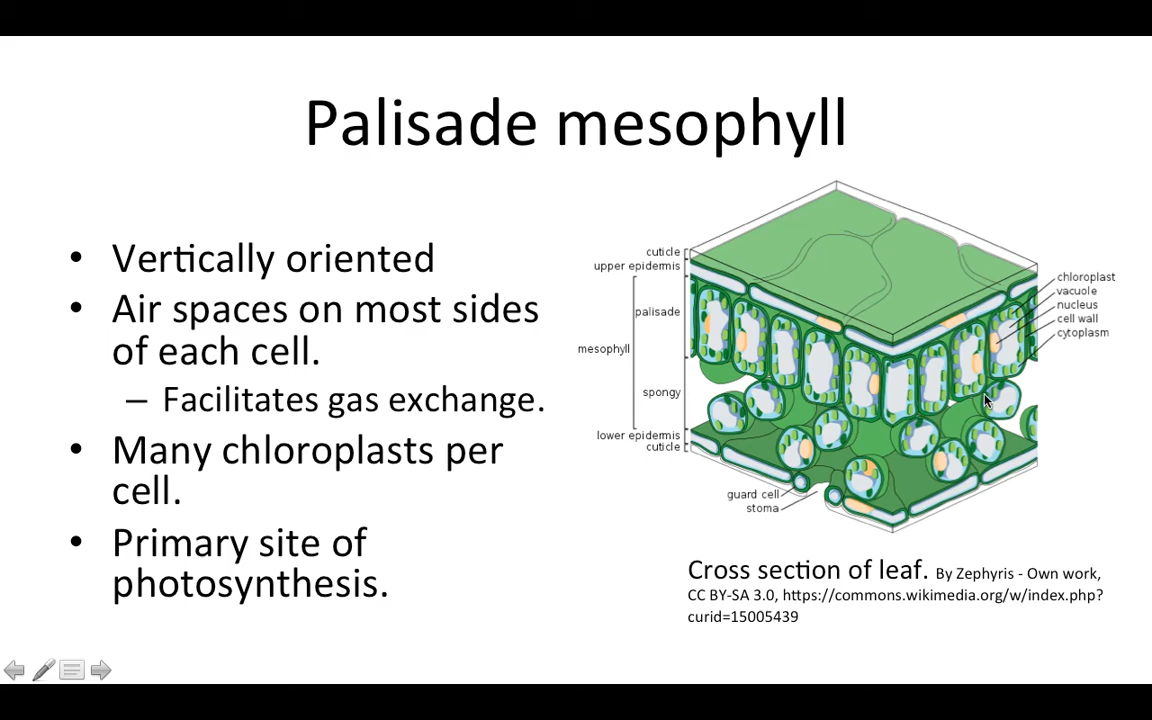 Palisade mesophyll
• Vertically oriented
• Air spaces on most sides
of each cell.
– Facilitates gas exchange.
• Many chloroplasts per
cell.
• Primary site of
photosynthesis.
cuticle
upper epidermis
palisade
mesophyll
spongy
lower epidermis
cuticle
guard cell
stoma
chloroplast
vacuole
nucleus
cell wall
cytoplasm
Cross section of leaf. By Zephyris - Own work,
CC BY-SA 3.0, https://commons.wikimedia.org/w/index.php?
curid=15005439